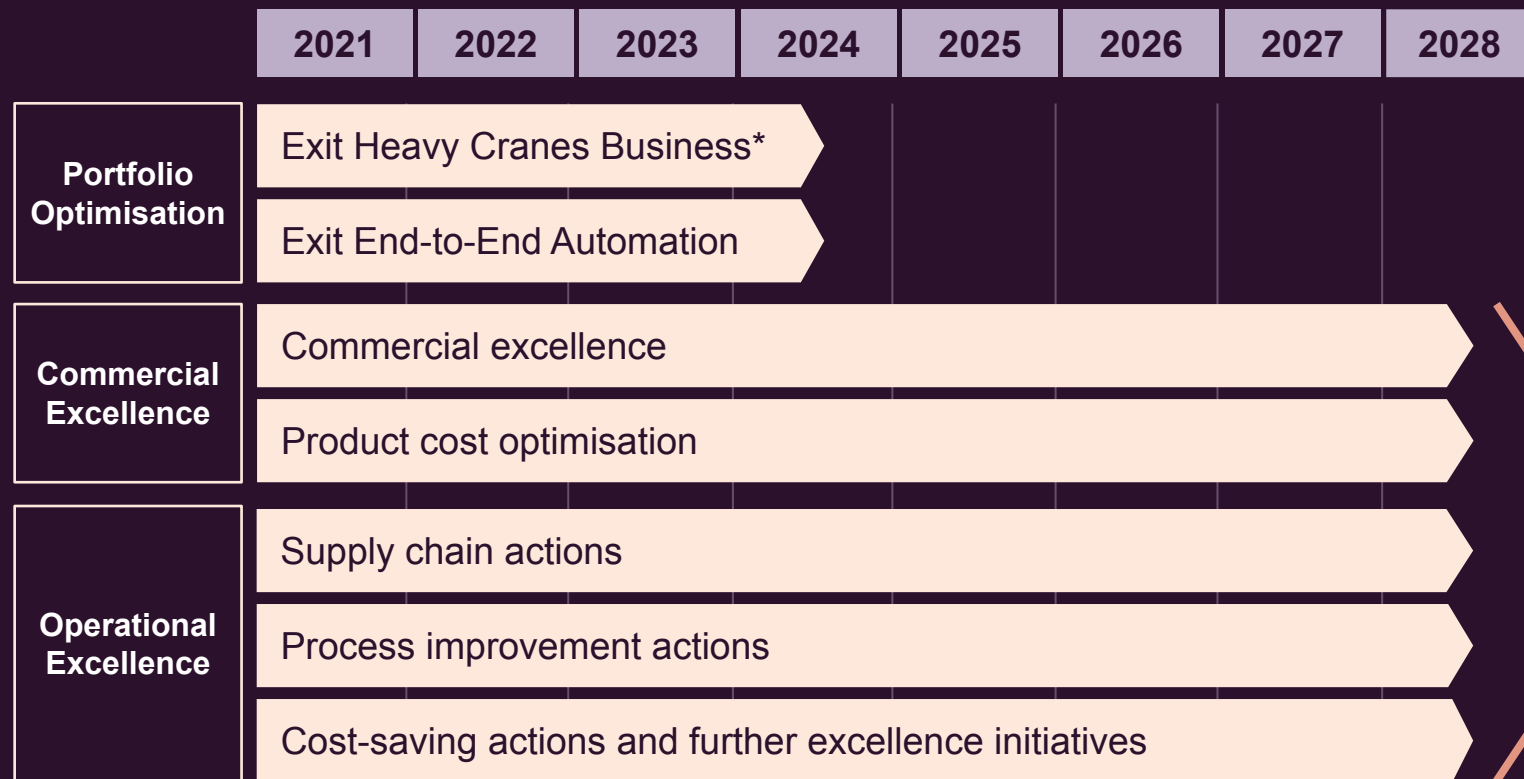 2021 2022 2023 2024 2025 2026 2027 2028
Portfolio
Optimisation
Exit Heavy Cranes Business*
Exit End-to-End Automation
Commercial
Excellence
Commercial excellence
Product cost optimisation
Operational
Excellence
Supply chain actions
Process improvement actions
Cost-saving actions and further excellence initiatives